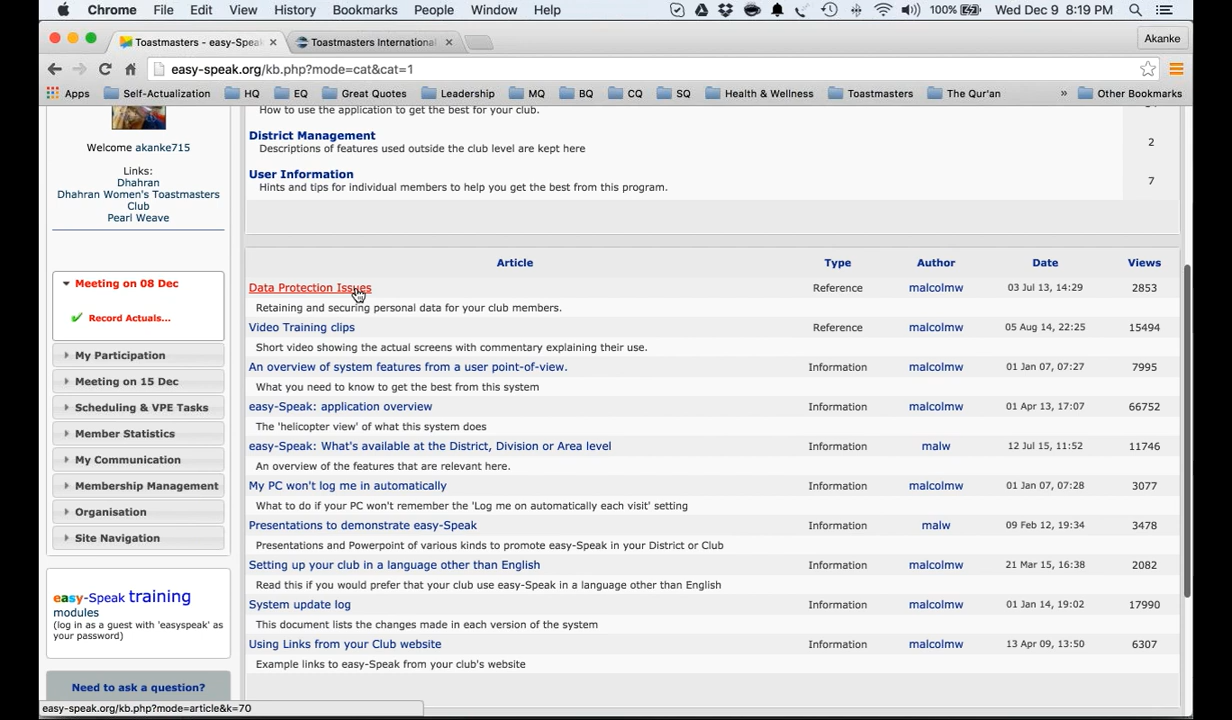 Chrome File Edit View History Bookmarks People Window Help 100% Wed Dec 9 8:19 PM
Toastmasters - easy-Speak Toastmasters International Akanke
easy-speak.org/kb.php?mode=cat&cat=1
Apps Self-Actualization HQ EQ Great Quotes Leadership MQ BQ CQ SQ Health & Wellness Toastmasters The Qur'an » Other Bookmarks
How to use the application to get the best for your club.
District Management
Descriptions of features used outside the club level are kept here
2
User Information
Hints and tips for individual members to help you get the best from this program.
7
Welcome akanke715
Links:
Dhahran
Dhahran Women's Toastmasters
Club
Pearl Weave
Meeting on 08 Dec
Record Actuals...
My Participation
Meeting on 15 Dec
Scheduling & VPE Tasks
Member Statistics
My Communication
Membership Management
Organisation
Site Navigation
easy-Speak training
modules
(log in as a guest with 'easyspeak' as
your password)
Need to ask a question?
Article Type Author Date Views
Data Protection Issues Reference malcolmw 03 Jul 13, 14:29 2853
Retaining and securing personal data for your club members.
Video Training clips Reference malcolmw 05 Aug 14, 22:25 15494
Short video showing the actual screens with commentary explaining their use.
An overview of system features from a user point-of-view. Information malcolmw 01 Jan 07, 07:27 7995
What you need to know to get the best from this system
easy-Speak: application overview Information malcolmw 01 Apr 13, 17:07 66752
The 'helicopter view' of what this system does
easy-Speak: What's available at the District, Division or Area level Information malw 12 Jul 15, 11:52 11746
An overview of the features that are relevant here.
My PC won't log me in automatically Information malcolmw 01 Jan 07, 07:28 3077
What to do if your PC won't remember the 'Log me on automatically each visit' setting
Presentations to demonstrate easy-Speak Information malw 09 Feb 12, 19:34 3478
Presentations and Powerpoint of various kinds to promote easy-Speak in your District or Club
Setting up your club in a language other than English Information malcolmw 21 Mar 15, 16:38 2082
Read this if you would prefer that your club use easy-Speak in a language other than English
System update log Information malcolmw 01 Jan 14, 19:02 17990
This document lists the changes made in each version of the system
Using Links from your Club website Information malcolmw 13 Apr 09, 13:50 6307
Example links to easy-Speak from your club's website
easy-speak.org/kb.php?mode=article&k=70